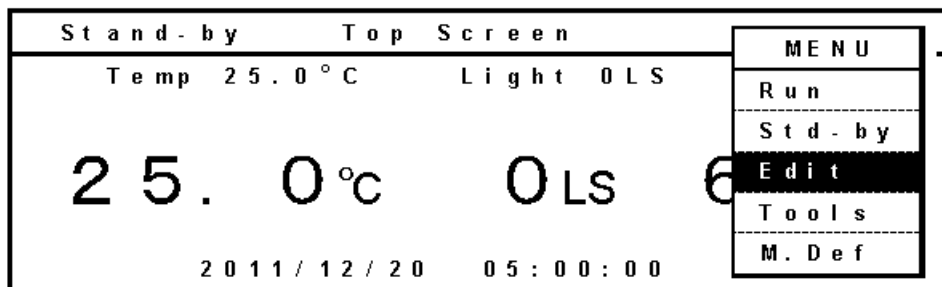 Stand-by Top Screen
Temp 25.0°C Light 0LS
25.0°C 0LS
2011/12/20 05:00:00
MENU
Run
Std-by
Edit
Tools
M.Def